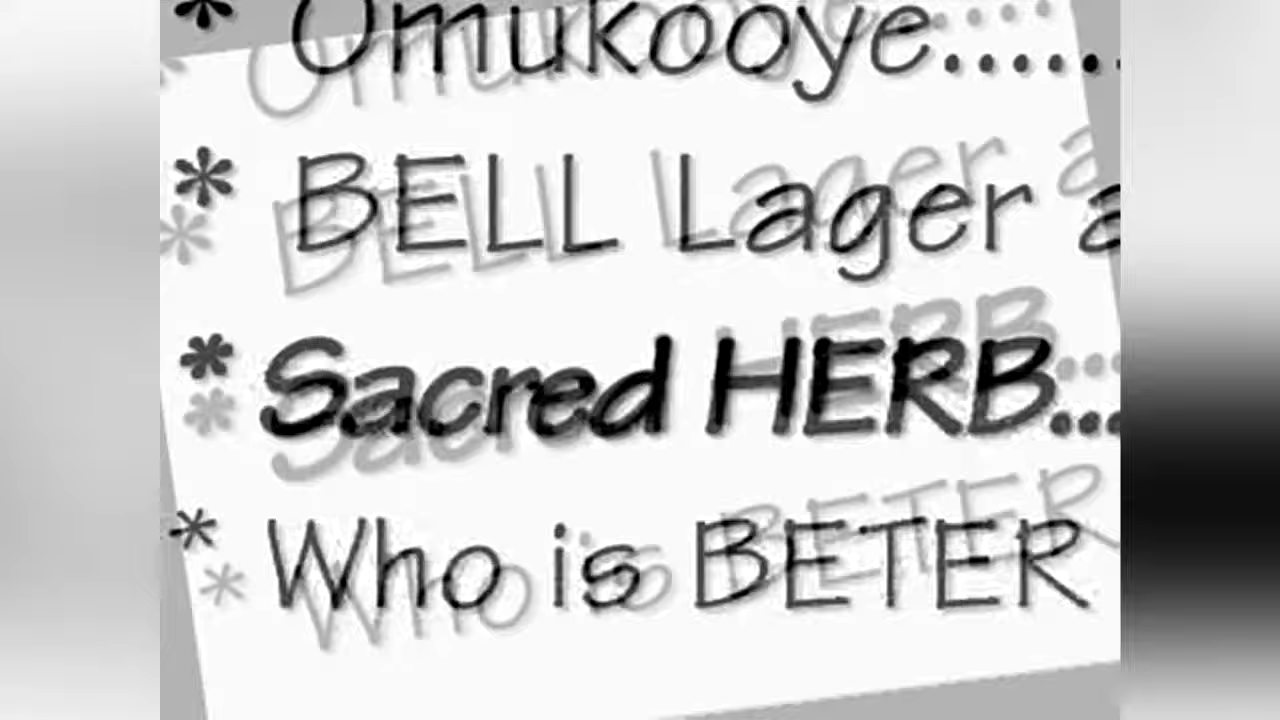 * Omukooye......
* BELL Lager a
* Sacred HERB...
* Who is BETER